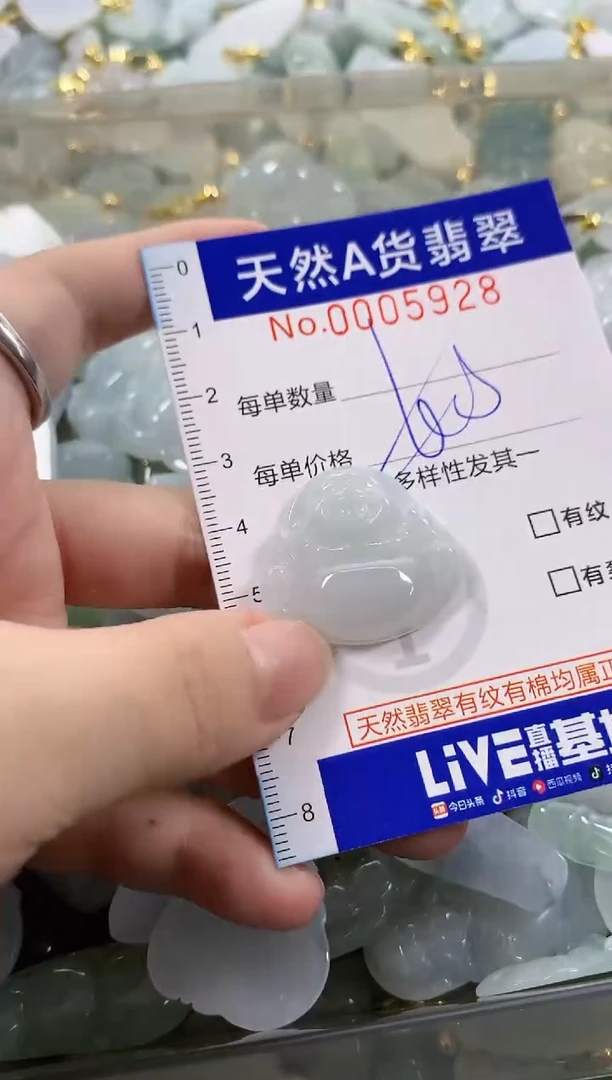 天然A货翡翠
No.0005928
每单数量
每单价格
多样性发其一
有纹
有
天然翡翠有纹有棉均属正
LIVE直播基地
今日头条 抖音 西瓜视频
0
1
2
3
4
5
7
8